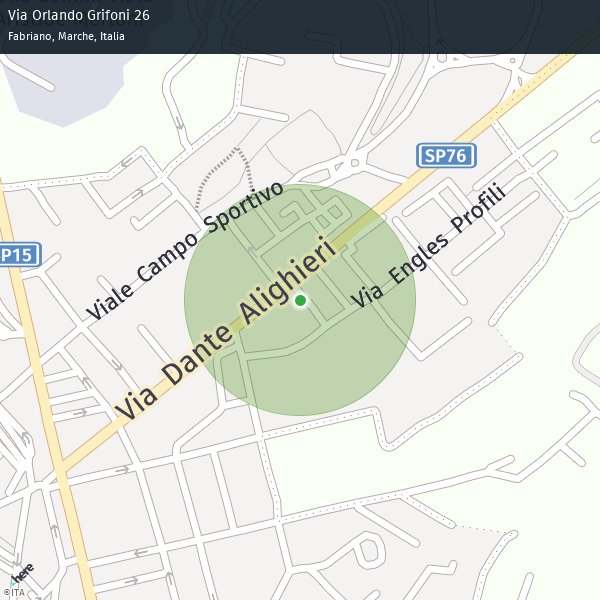 Via Orlando Grifoni 26
Fabriano, Marche, Italia
SP76
Viale Campo Sportivo
Via Engles Profili
P15
Via Dante Alighieri
here
©ITA